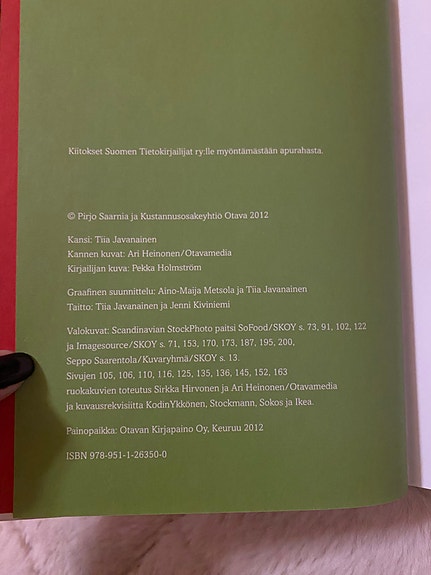 Kiitokset Suomen Tietokirjailijat ry:lle myöntämästään apurahasta.
© Pirjo Saarnia ja Kustannusosakeyhtiö Otava 2012
Kansi: Tiia Javanainen
Kannen kuvat: Ari Heinonen/Otavamedia
Kirjailijan kuva: Pekka Holmström
Graafinen suunnittelu: Aino-Maija Metsola ja Tiia Javanainen
Taitto: Tiia Javanainen ja Jenni Kiviniemi
Valokuvat: Scandinavian StockPhoto paitsi SoFood/SKOY s. 73, 91, 102, 122
ja Imagesource/SKOY s. 71, 153, 170, 173, 187, 195, 200,
Seppo Saarentola/Kuvaryhmä/SKOY s. 13.
Sivujen 105, 106, 110, 116, 125, 135, 136, 145, 152, 163
ruokakuvien toteutus Sirkka Hirvonen ja Ari Heinonen/Otavamedia
ja kuvausrekvisiitta KodinYkkönen, Stockmann, Sokos ja Ikea.
Painopaikka: Otavan Kirjapaino Oy, Keuruu 2012
ISBN 978-951-1-26350-0